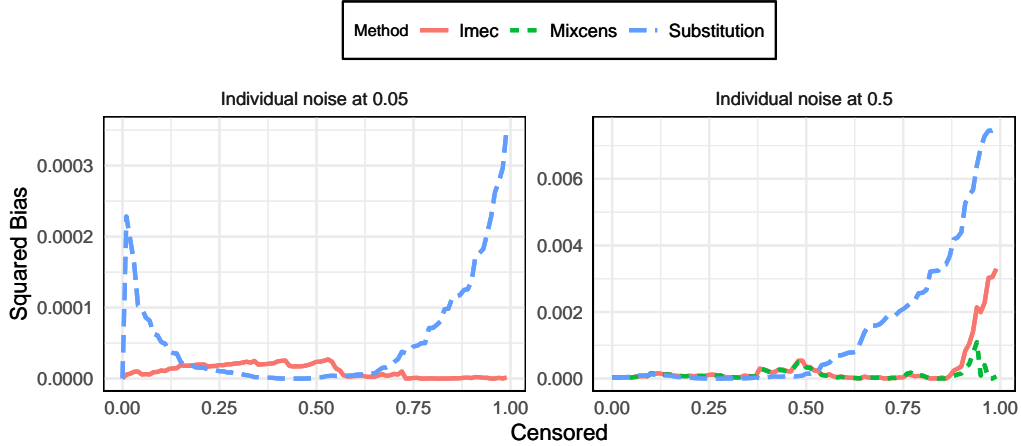 Method lmec Mixcens Substitution
Individual noise at 0.05
Individual noise at 0.5
Squared Bias
0.0003
0.0002
0.0001
0.0000
0.006
0.004
0.002
0.000
0.00 0.25 0.50 0.75 1.00
0.00 0.25 0.50 0.75 1.00
Censored